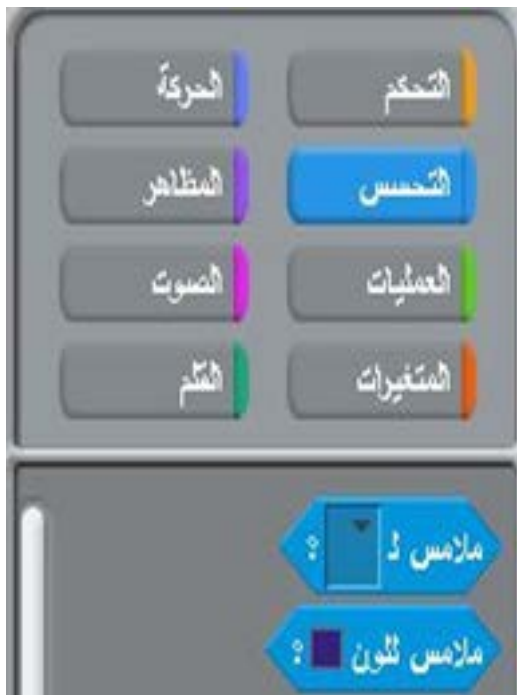 التحكم الحركة
التحسس المظاهر
العمليات الصوت
المتغيرات القلم
ملامس لـ ؟
ملامس للون ؟